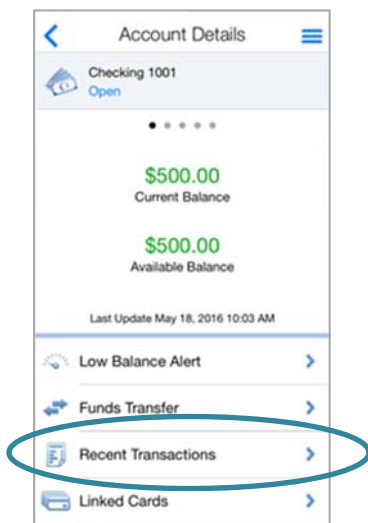 Account Details
Checking 1001
Open
$500.00
Current Balance
$500.00
Available Balance
Last Update May 18, 2016 10:03 AM
Low Balance Alert
Funds Transfer
Recent Transactions
Linked Cards